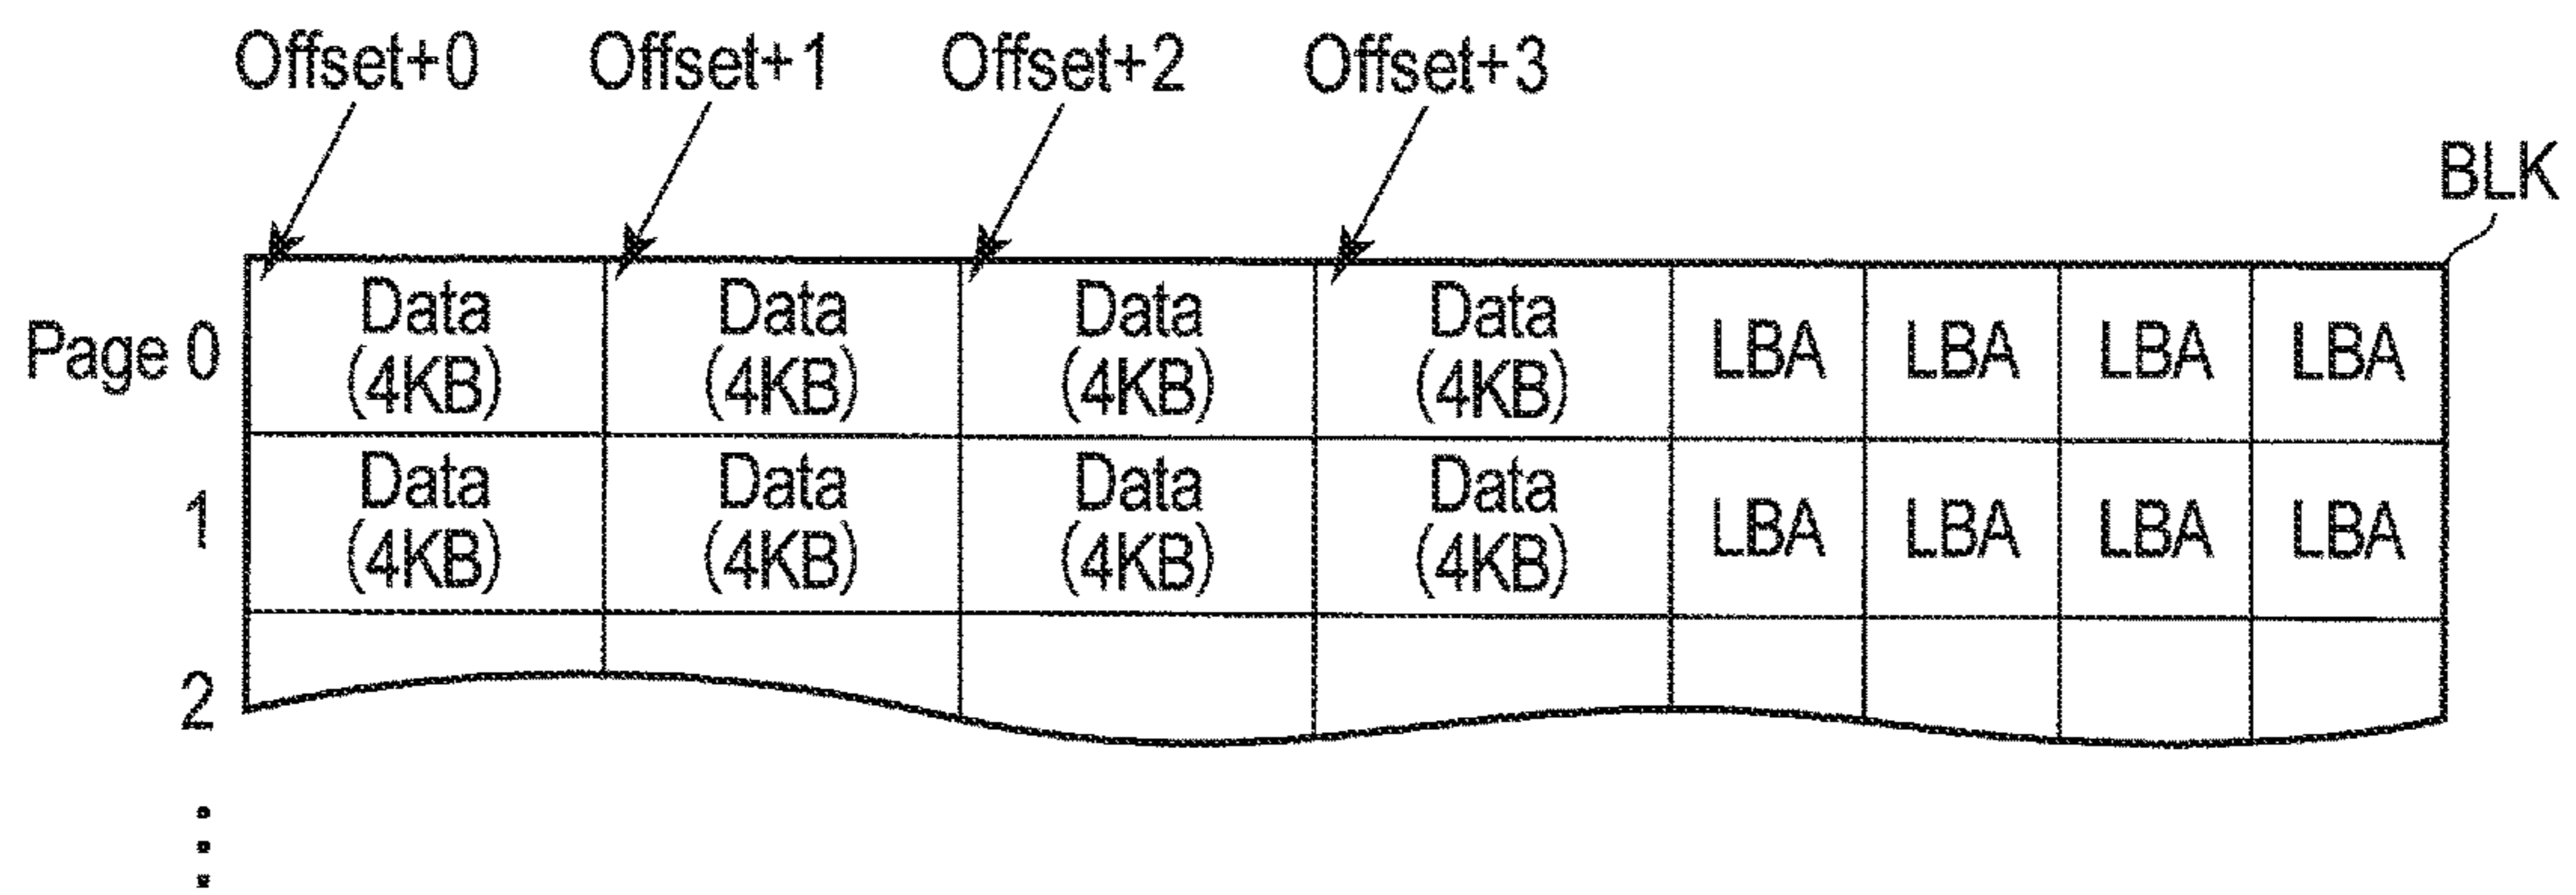 Offset+0 Offset+1 Offset+2 Offset+3
BLK
Page 0 Data (4KB) Data (4KB) Data (4KB) Data (4KB) LBA LBA LBA LBA
1 Data (4KB) Data (4KB) Data (4KB) Data (4KB) LBA LBA LBA LBA
2